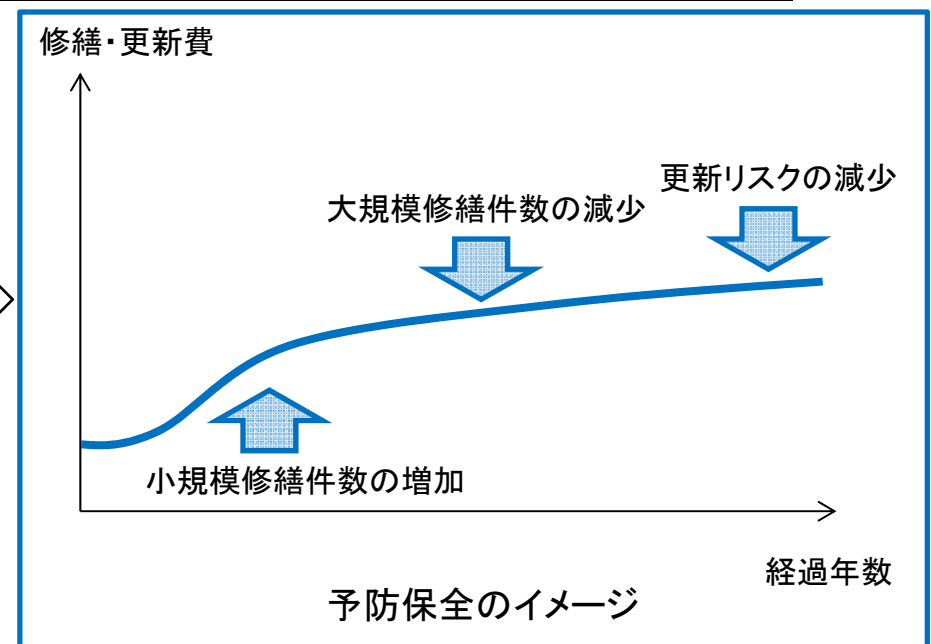 修繕・更新費
更新リスクの減少
大規模修繕件数の減少
小規模修繕件数の増加
経過年数
予防保全のイメージ